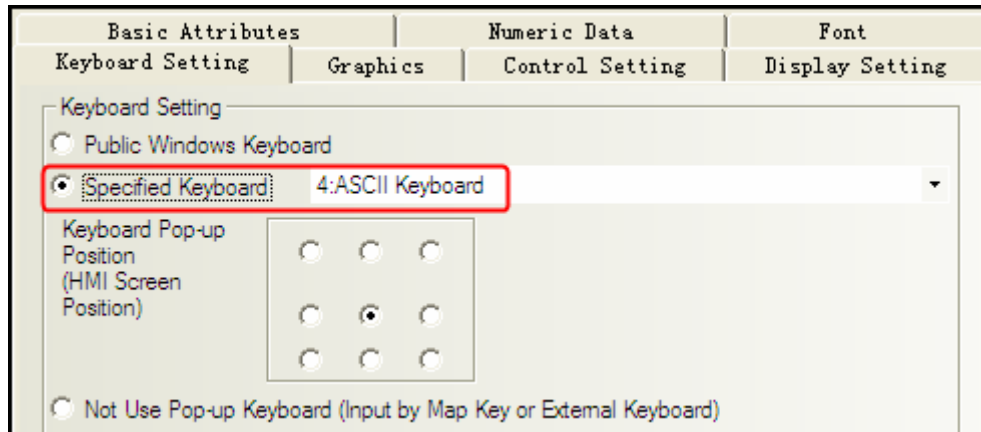 Basic Attributes Numeric Data Font
Keyboard Setting Graphics Control Setting Display Setting
Keyboard Setting
Public Windows Keyboard
Specified Keyboard 4:ASCII Keyboard
Keyboard Pop-up
Position
(HMI Screen
Position)
Not Use Pop-up Keyboard (Input by Map Key or External Keyboard)